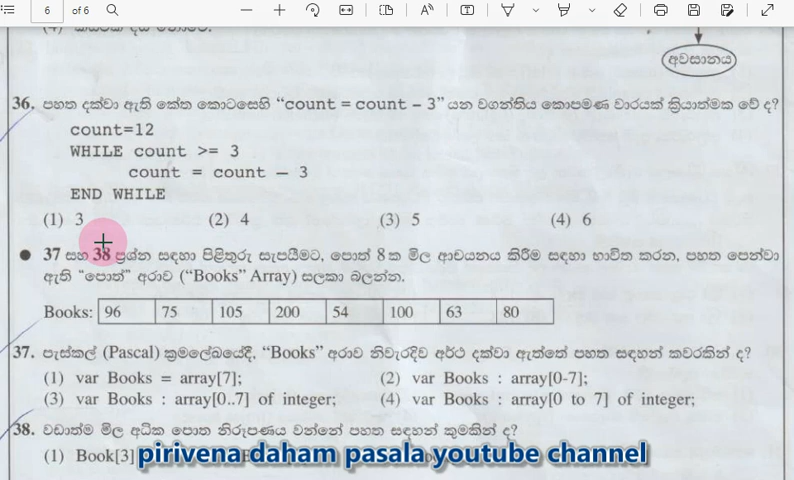 6 of 6
අවසානය
36. පහත දක්වා ඇති කේත කොටසෙහි “count = count − 3” යන වගන්තිය කොපමණ වාරයක් ක්‍රියාත්මක වේ ද?
count=12
WHILE count >= 3
count = count − 3
END WHILE
(1) 3 (2) 4 (3) 5 (4) 6
● 37 සහ 38 ප්‍රශ්න සඳහා පිළිතුරු සැපයීමට, පොත් 8 ක මිල ආචයනය කිරීම සඳහා භාවිත කරන, පහත පෙන්වා
ඇති “පොත්” අරාව (“Books” Array) සලකා බලන්න.
Books: 96 75 105 200 54 100 63 80
37. පැස්කල් (Pascal) ක්‍රමලේඛයේදී, “Books” අරාව නිවැරදිව අර්ථ දක්වා ඇත්තේ පහත සඳහන් කවරකින් ද?
(1) var Books = array[7]; (2) var Books : array[0-7];
(3) var Books : array[0..7] of integer; (4) var Books : array[0 to 7] of integer;
38. වඩාත්ම මිල අධික පොත නිරූපණය වන්නේ පහත සඳහන් කුමකින් ද?
(1) Book[3]
pirivena daham pasala youtube channel